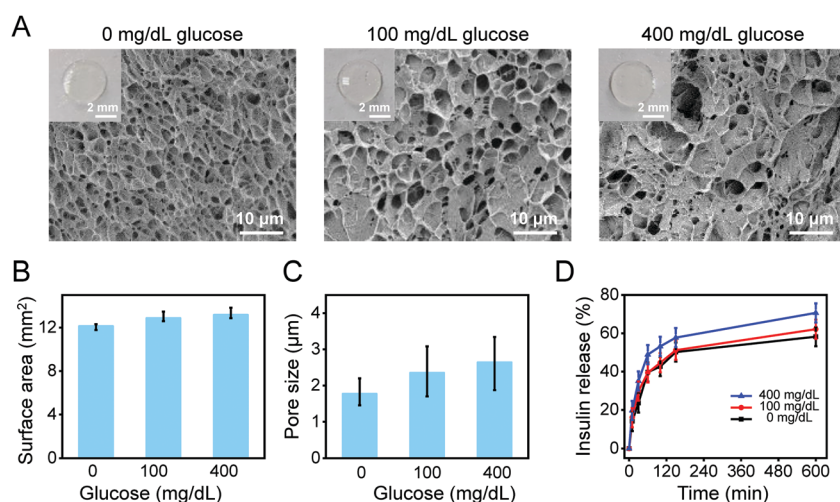 A
0 mg/dL glucose
100 mg/dL glucose
400 mg/dL glucose
2 mm
2 mm
2 mm
10 µm
10 µm
10 µm
B
Surface area (mm²)
16
12
8
4
0
0
100
400
Glucose (mg/dL)
C
Pore size (µm)
4
3
2
1
0
0
100
400
Glucose (mg/dL)
D
Insulin release (%)
80
60
40
20
0
400 mg/dL
100 mg/dL
0 mg/dL
0
120
240
360
480
600
Time (min)